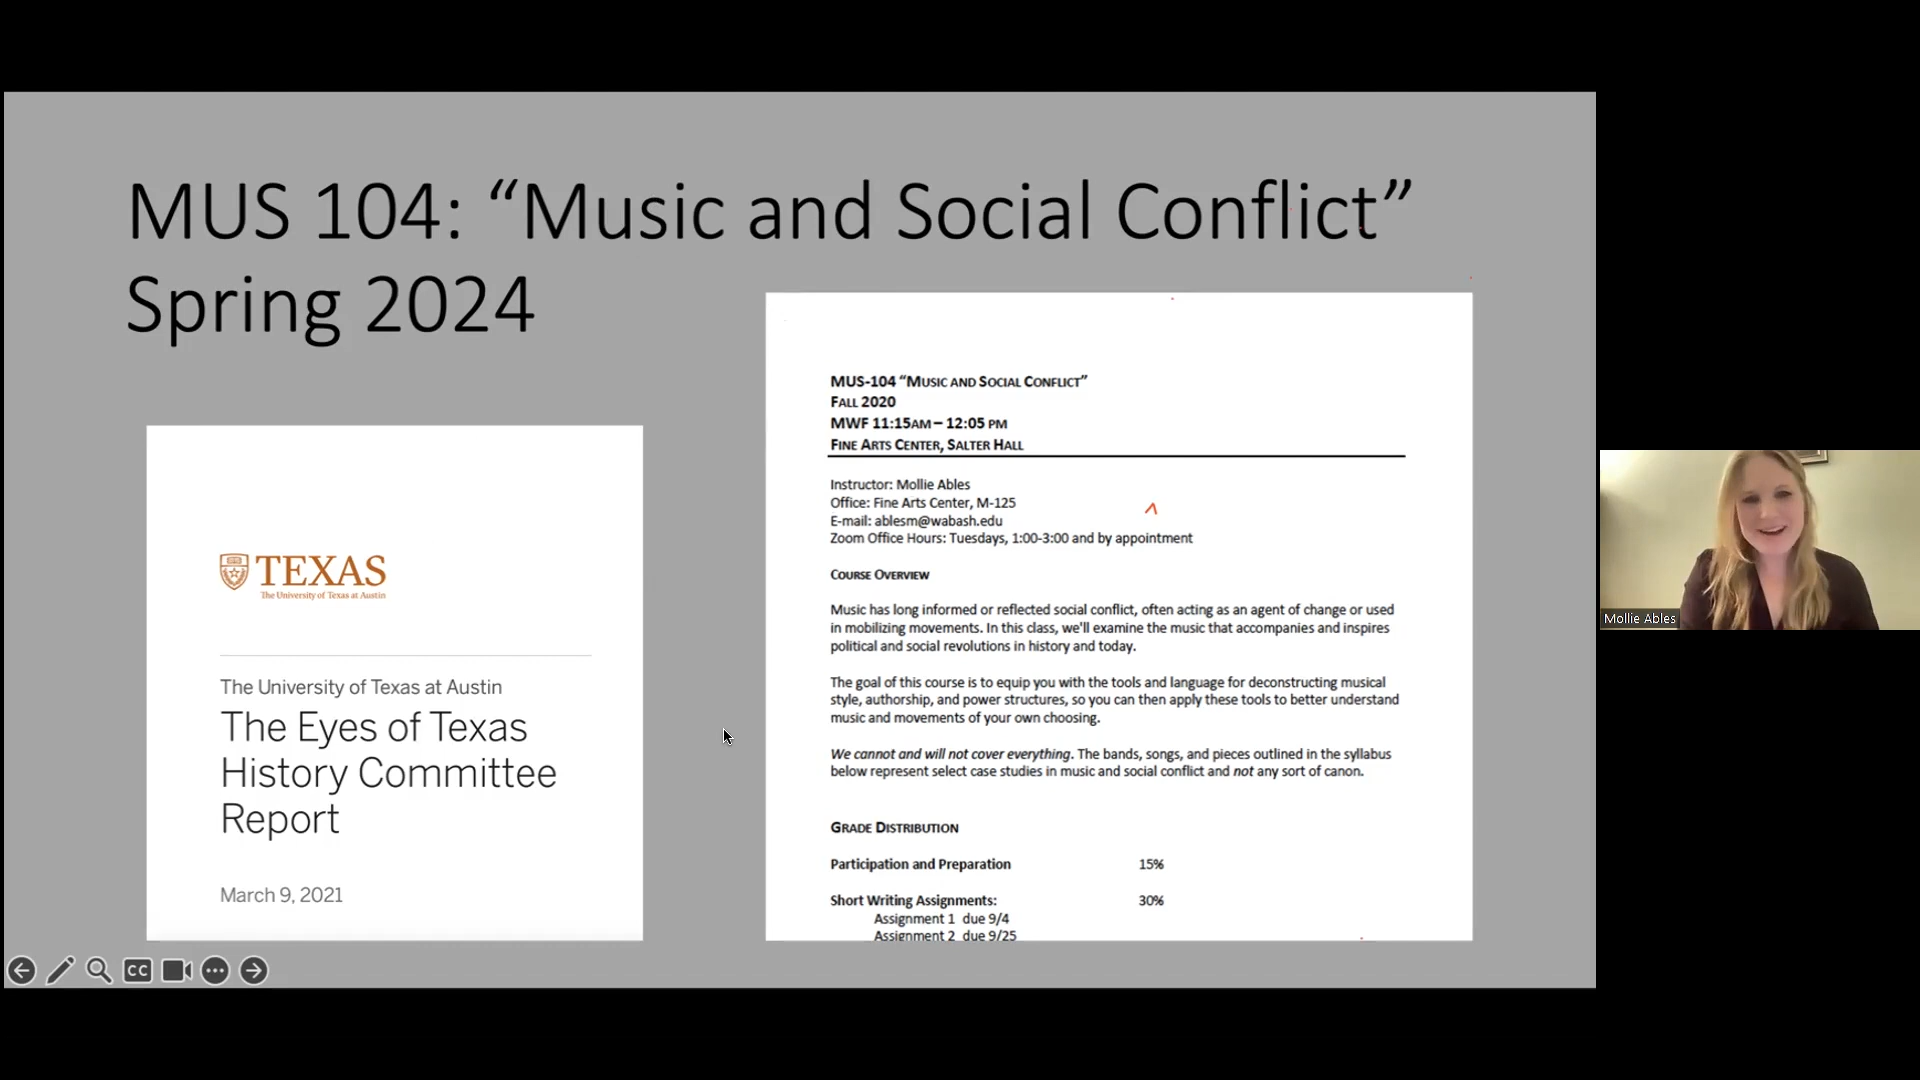 MUS 104: “Music and Social Conflict”
Spring 2024
TEXAS
The University of Texas at Austin
The University of Texas at Austin
The Eyes of Texas
History Committee
Report
March 9, 2021
MUS-104 “Music and Social Conflict”
Fall 2020
MWF 11:15am – 12:05 pm
Fine Arts Center, Salter Hall
Instructor: Mollie Ables
Office: Fine Arts Center, M-125
E-mail: ablesm@wabash.edu
Zoom Office Hours: Tuesdays, 1:00-3:00 and by appointment
Course Overview
Music has long informed or reflected social conflict, often acting as an agent of change or used
in mobilizing movements. In this class, we'll examine the music that accompanies and inspires
political and social revolutions in history and today.
The goal of this course is to equip you with the tools and language for deconstructing musical
style, authorship, and power structures, so you can then apply these tools to better understand
music and movements of your own choosing.
We cannot and will not cover everything. The bands, songs, and pieces outlined in the syllabus
below represent select case studies in music and social conflict and not any sort of canon.
Grade Distribution
Participation and Preparation 15%
Short Writing Assignments: 30%
Assignment 1 due 9/4
Assignment 2 due 9/25
CC
Mollie Ables